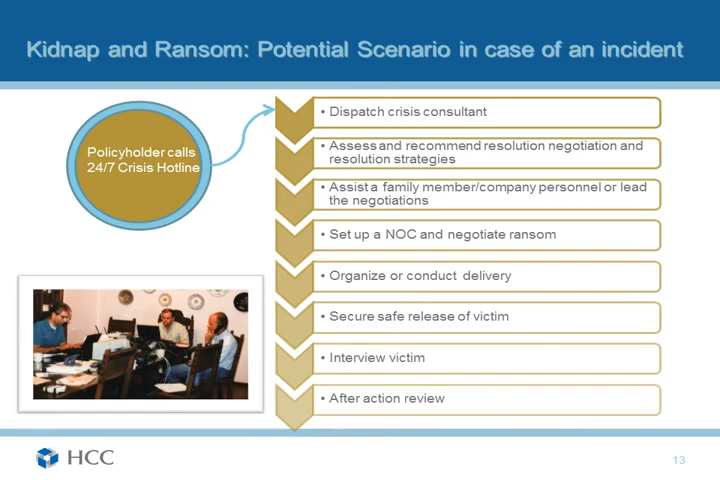 Kidnap and Ransom: Potential Scenario in case of an incident
Policyholder calls
24/7 Crisis Hotline
• Dispatch crisis consultant
• Assess and recommend resolution negotiation and
resolution strategies
• Assist a family member/company personnel or lead
the negotiations
• Set up a NOC and negotiate ransom
• Organize or conduct delivery
• Secure safe release of victim
• Interview victim
• After action review
HCC
13